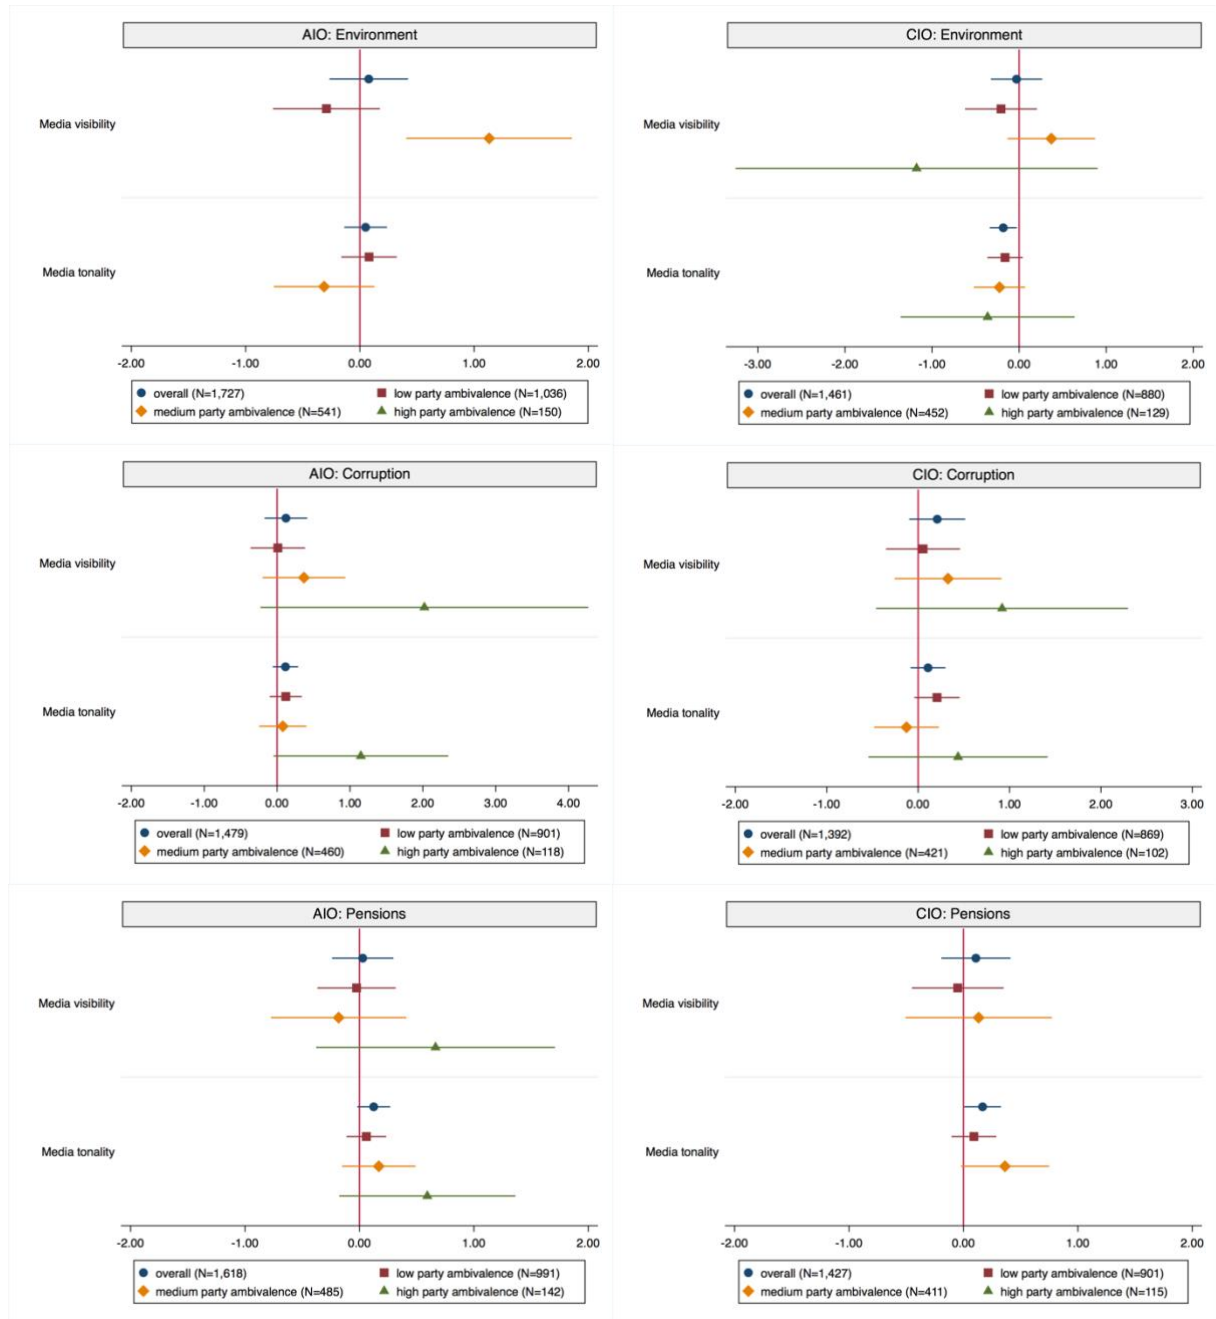 AIO: Environment
Media visibility
Media tonality
-2.00 -1.00 0.00 1.00 2.00
overall (N=1,727) low party ambivalence (N=1,036)
medium party ambivalence (N=541) high party ambivalence (N=150)
CIO: Environment
Media visibility
Media tonality
-3.00 -2.00 -1.00 0.00 1.00 2.00
overall (N=1,461) low party ambivalence (N=880)
medium party ambivalence (N=452) high party ambivalence (N=129)
AIO: Corruption
Media visibility
Media tonality
-2.00 -1.00 0.00 1.00 2.00 3.00 4.00
overall (N=1,479) low party ambivalence (N=901)
medium party ambivalence (N=460) high party ambivalence (N=118)
CIO: Corruption
Media visibility
Media tonality
-2.00 -1.00 0.00 1.00 2.00 3.00
overall (N=1,392) low party ambivalence (N=869)
medium party ambivalence (N=421) high party ambivalence (N=102)
AIO: Pensions
Media visibility
Media tonality
-2.00 -1.00 0.00 1.00 2.00
overall (N=1,618) low party ambivalence (N=991)
medium party ambivalence (N=485) high party ambivalence (N=142)
CIO: Pensions
Media visibility
Media tonality
-2.00 -1.00 0.00 1.00 2.00
overall (N=1,427) low party ambivalence (N=901)
medium party ambivalence (N=411) high party ambivalence (N=115)